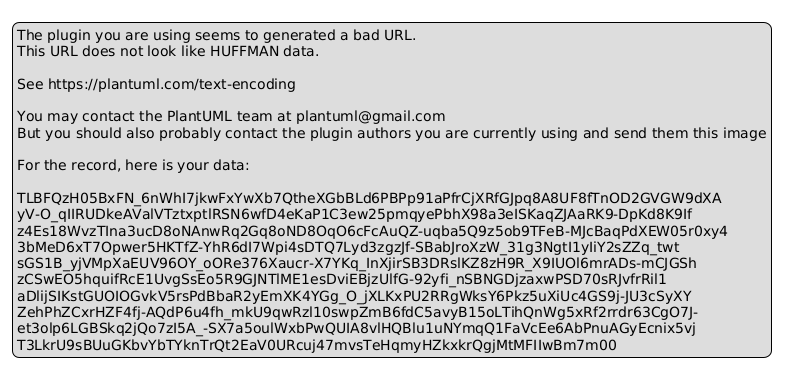 The plugin you are using seems to generated a bad URL.
This URL does not look like HUFFMAN data.
See https://plantuml.com/text-encoding
You may contact the PlantUML team at plantuml@gmail.com
But you should also probably contact the plugin authors you are currently using and send them this image
For the record, here is your data:
TLBFQzH05BxFN_6nWhI7jkwFxYwXb7QtheXGbBLd6PBPp91aPfrCjXRfGJpq8A8UF8fTnOD2GVGW9dXA
yV-O_qIIRUDkeAValVTztxptIRSN6wfD4eKaP1C3ew25pmqyePbhX98a3eISKaqZJAaRK9-DpKd8K9If
z4Es18WvzTIna3ucD8oNAnwRq2Gq8oND8OqO6cFcAuQZ-uqba5Q9z5ob9TFeB-MJcBaqPdXEW05r0xy4
3bMeD6xT7Opwer5HKTfZ-YhR6dI7Wpi4sDTQ7Lyd3zgzJf-SBabJroXzW_31g3NgtI1yIiY2sZZq_twt
sGS1B_yjVMpXaEUV96OY_oORe376Xaucr-X7YKq_InXjirSB3DRslKZ8zH9R_X9IUOI6mrADs-mCJGSh
zCSwEO5hquifRcE1UvgSsEo5R9GJNTlME1esDviEBjzUlfG-92yfi_nSBNGDjzaxwPSD70sRJvfrRil1
aDlijSIKstGUOIOGvkV5rsPdBbaR2yEmXK4YGg_O_jXLKxPU2RRgWksY6Pkz5uXiUc4GS9j-JU3cSyXY
ZehPhZCxrHZF4fj-AQdP6u4fh_mkU9qwRzl10swpZmB6fdC5avyB15oLTihQnWg5xRf2rrdr63CgO7J-
et3olp6LGBSkq2jQo7zI5A_-SX7a5oulWxbPwQUIA8vlHQBlu1uNYmqQ1FaVcEe6AbPnuAGyEcnix5vj
T3LkrU9sBUuGKbvYbTYknTrQt2EaV0URcuj47mvsTeHqmyHZkxkrQgjMtMFIIwBm7m00